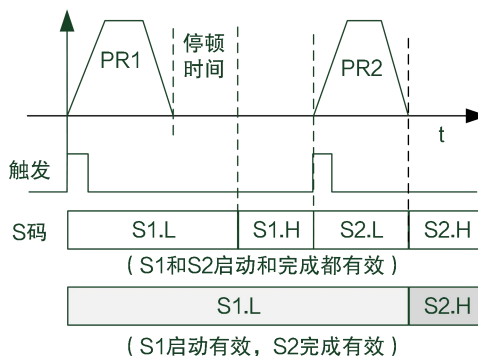 停顿
时间
PR1
PR2
t
触发
S码
S1.L
S1.H
S2.L
S2.H
(S1和S2启动和完成都有效)
S1.L
S2.H
(S1启动有效，S2完成有效)